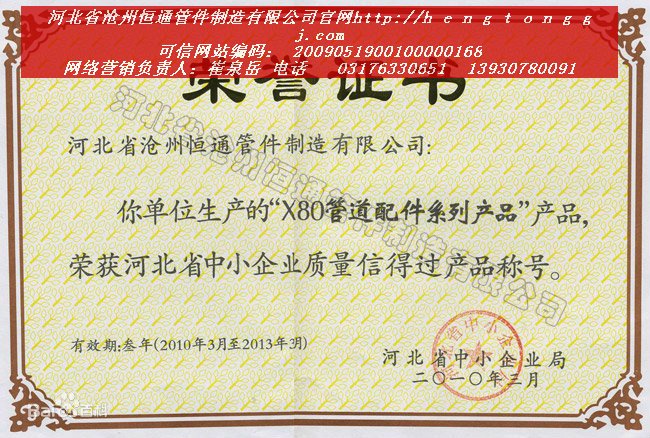 河北省沧州恒通管件制造有限公司官网http://h e n g t o n g g
j.com
可信网站编码: 2009051900100000168
网络营销负责人:崔泉岳 电话 03176330651 13930780091
荣誉证书
河北省沧州恒通管件制造有限公司:
你单位生产的“X80管道配件系列产品”产品,
荣获河北省中小企业质量信得过产品称号。
有效期:叁年(2010年3月至2013年3月)
河北省中小企业局
二〇一〇年三月
河北省沧州恒通管件制造有限公司
Bai百科